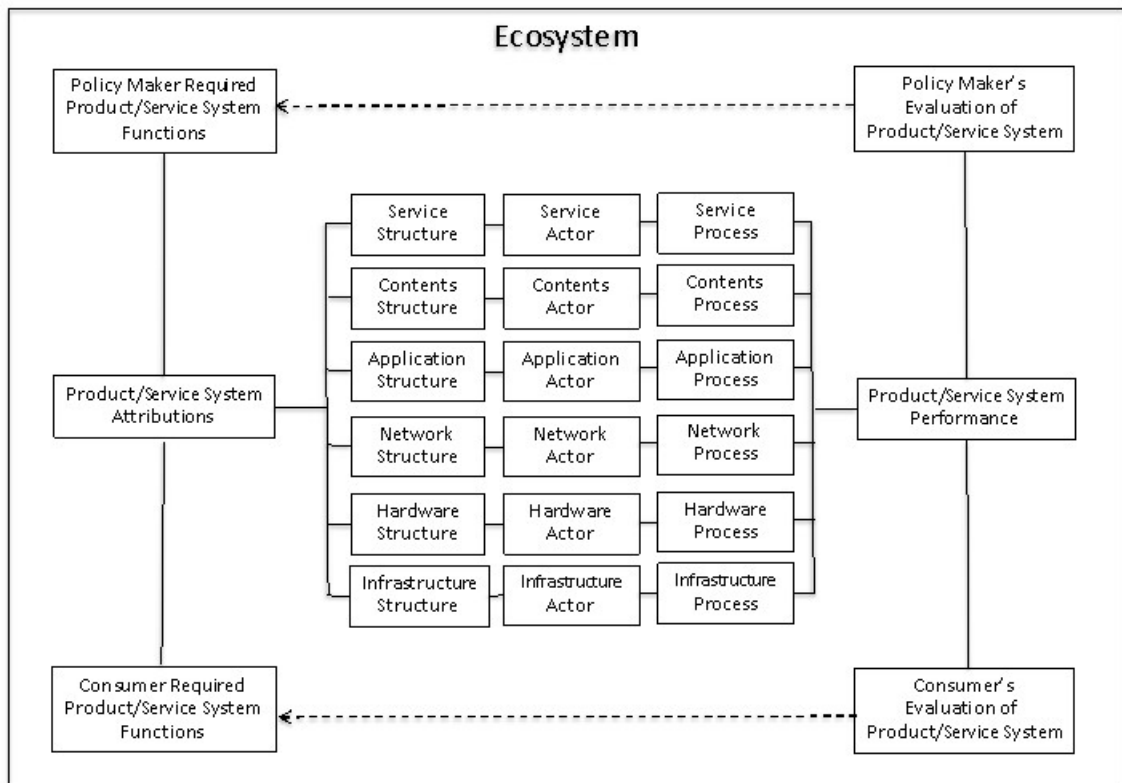 Ecosystem
Policy Maker Required
Product/Service System
Functions
Policy Maker's
Evaluation of
Product/Service System
Service
Structure
Service
Actor
Service
Process
Contents
Structure
Contents
Actor
Contents
Process
Application
Structure
Application
Actor
Application
Process
Product/Service System
Attributions
Product/Service System
Performance
Network
Structure
Network
Actor
Network
Process
Hardware
Structure
Hardware
Actor
Hardware
Process
Infrastructure
Structure
Infrastructure
Actor
Infrastructure
Process
Consumer Required
Product/Service System
Functions
Consumer's
Evaluation of
Product/Service System